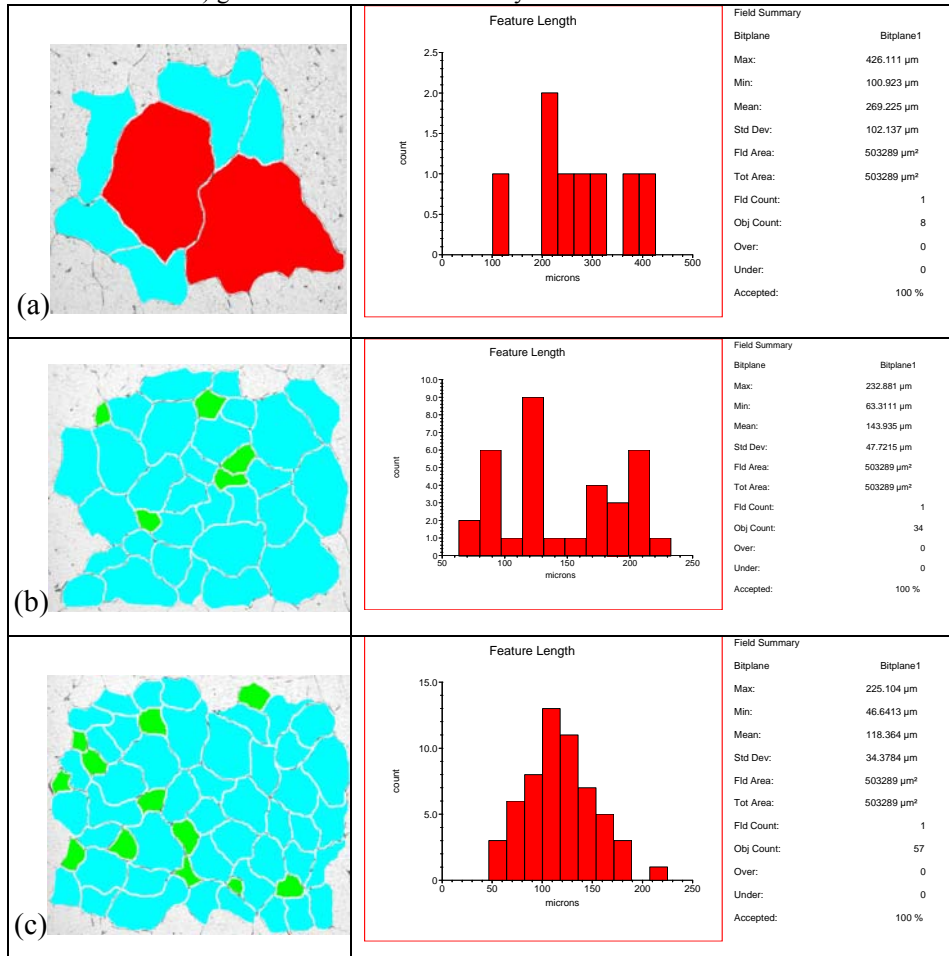 (a)
Feature Length
count
2.5
2.0
1.5
1.0
0.5
0
0 100 200 300 400 500
microns
Field Summary
Bitplane Bitplane1
Max: 426.111 µm
Min: 100.923 µm
Mean: 269.225 µm
Std Dev: 102.137 µm
Fld Area: 503289 µm²
Tot Area: 503289 µm²
Fld Count: 1
Obj Count: 8
Over: 0
Under: 0
Accepted: 100 %
(b)
Feature Length
count
10.0
9.0
8.0
7.0
6.0
5.0
4.0
3.0
2.0
1.0
0
50 100 150 200 250
microns
Field Summary
Bitplane Bitplane1
Max: 232.881 µm
Min: 63.3111 µm
Mean: 143.935 µm
Std Dev: 47.7215 µm
Fld Area: 503289 µm²
Tot Area: 503289 µm²
Fld Count: 1
Obj Count: 34
Over: 0
Under: 0
Accepted: 100 %
(c)
Feature Length
count
15.0
10.0
5.0
0
0 50 100 150 200 250
microns
Field Summary
Bitplane Bitplane1
Max: 225.104 µm
Min: 46.6413 µm
Mean: 118.364 µm
Std Dev: 34.3784 µm
Fld Area: 503289 µm²
Tot Area: 503289 µm²
Fld Count: 1
Obj Count: 57
Over: 0
Under: 0
Accepted: 100 %